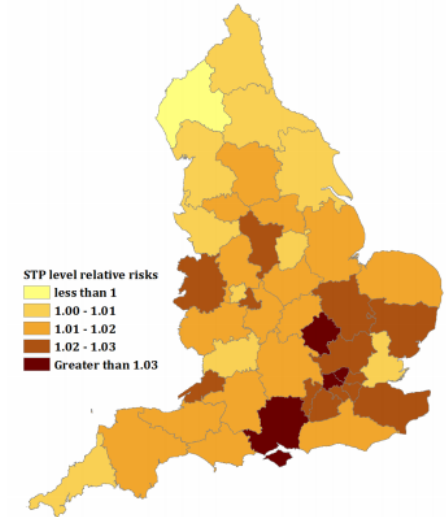 STP level relative risks
less than 1
1.00 - 1.01
1.01 - 1.02
1.02 - 1.03
Greater than 1.03